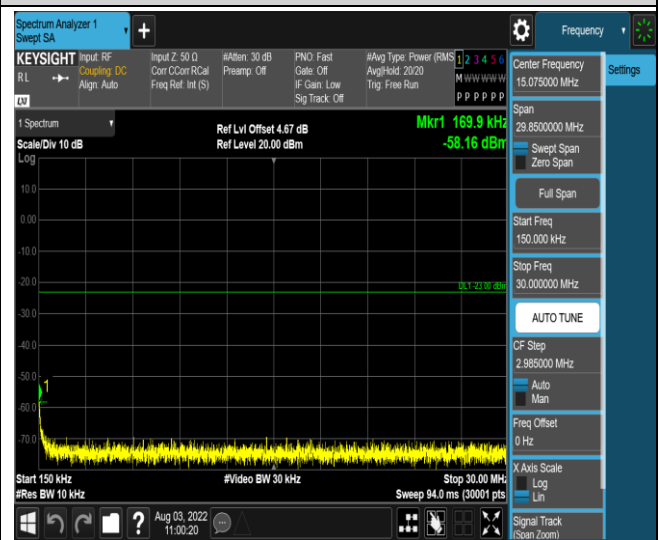 Spectrum Analyzer 1
Swept SA
+
Frequency
KEYSIGHT
RL
LXI
Input: RF
Coupling: DC
Align: Auto
Input Z: 50 Ω
Corr CCorr RCal
Freq Ref: Int (S)
#Atten: 30 dB
Preamp: Off
PNO: Fast
Gate: Off
IF Gain: Low
Sig Track: Off
#Avg Type: Power (RMS
Avg|Hold: 20/20
Trig: Free Run
1 2 3 4 5 6
M W W W W W
P P P P P P
1 Spectrum
Scale/Div 10 dB
Log
Ref Lvl Offset 4.67 dB
Ref Level 20.00 dBm
Mkr1 169.9 kHz
-58.16 dBm
10.0
0.00
-10.0
-20.0
DL1 -23.00 dBm
-30.0
-40.0
-50.0
1
-60.0
-70.0
Start 150 kHz
#Video BW 30 kHz
Stop 30.00 MHz
#Res BW 10 kHz
Sweep 94.0 ms (30001 pts
?
Aug 03, 2022
11:00:20
Center Frequency
15.075000 MHz
Settings
Span
29.8500000 MHz
Swept Span
Zero Span
Full Span
Start Freq
150.000 kHz
Stop Freq
30.000000 MHz
AUTO TUNE
CF Step
2.985000 MHz
Auto
Man
Freq Offset
0 Hz
X Axis Scale
Log
Lin
Signal Track
(Span Zoom)